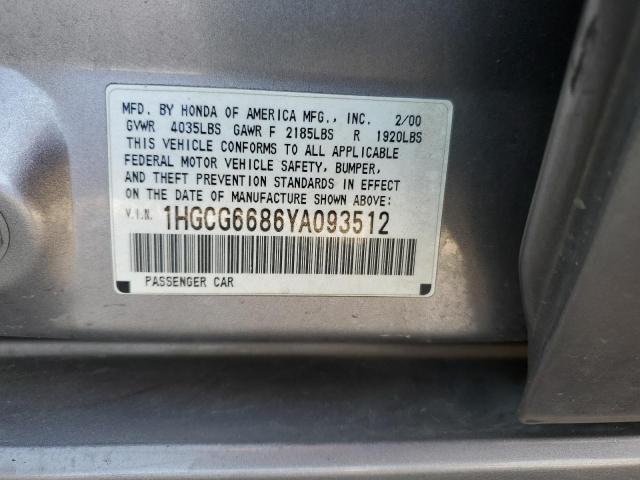 MFD. BY HONDA OF AMERICA MFG., INC. 2/00
GVWR 4035LBS GAWR F 2185LBS R 1920LBS
THIS VEHICLE CONFORMS TO ALL APPLICABLE
FEDERAL MOTOR VEHICLE SAFETY, BUMPER,
AND THEFT PREVENTION STANDARDS IN EFFECT
ON THE DATE OF MANUFACTURE SHOWN ABOVE:
V.I.N. 1HGCG6686YA093512
PASSENGER CAR